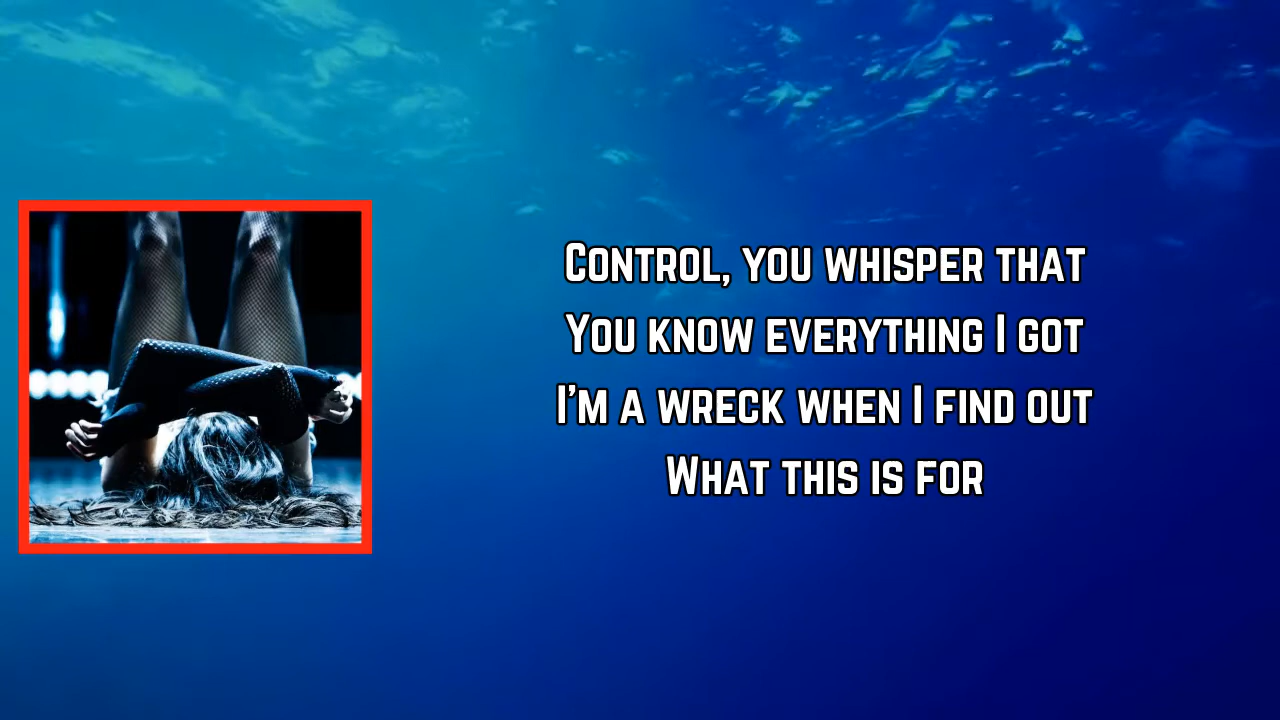 Control, you whisper that
You know everything I got
I'm a wreck when I find out
What this is for